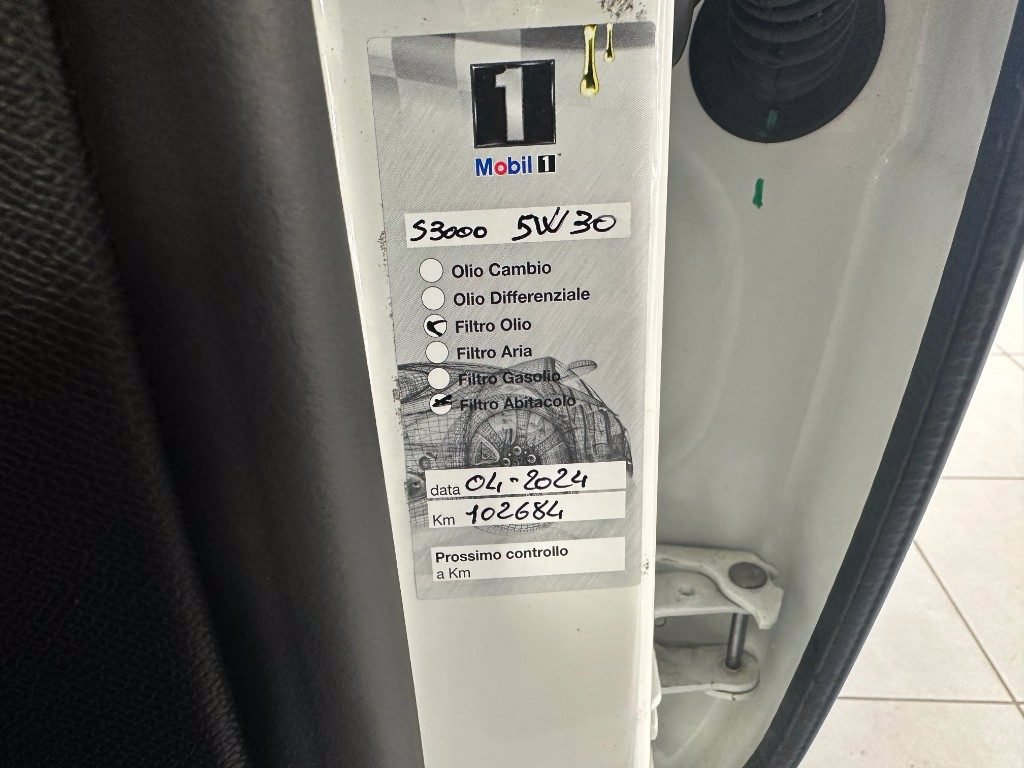 1
Mobil 1
S3000 5W30
Olio Cambio
Olio Differenziale
Filtro Olio
Filtro Aria
Filtro Gasolio
Filtro Abitacolo
data 04-2024
Km 102684
Prossimo controllo
a Km